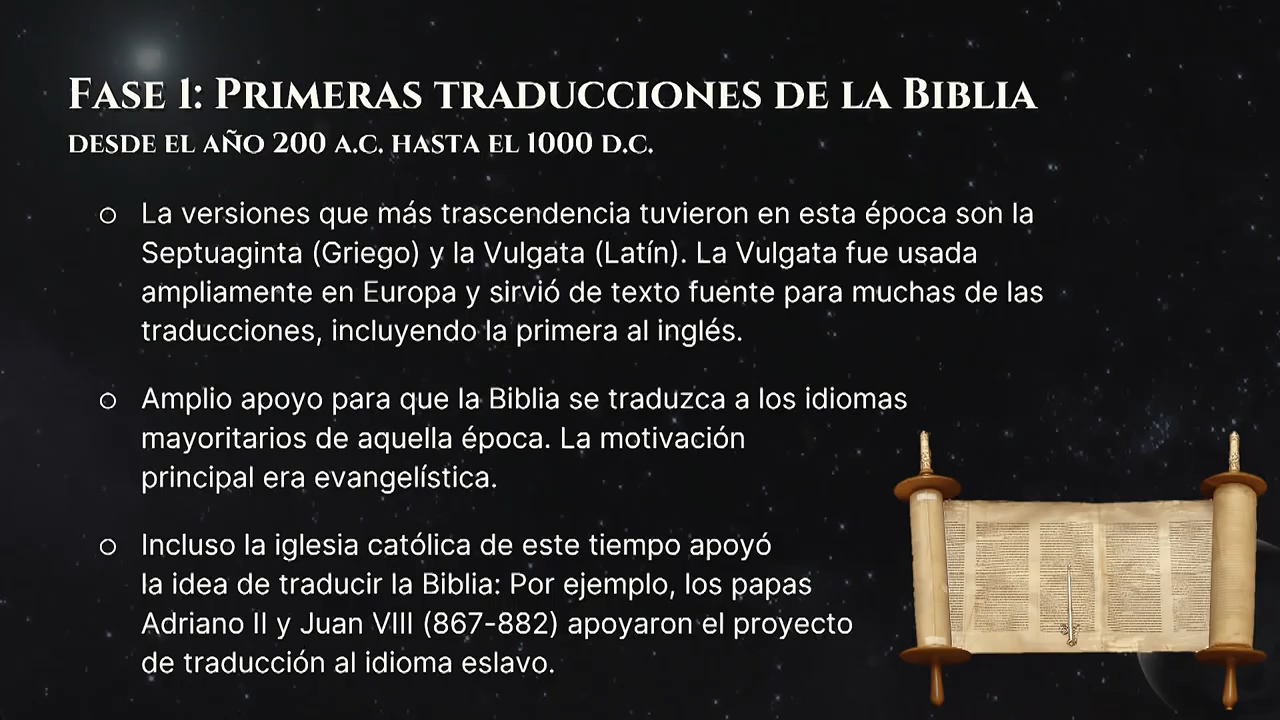 Fase 1: Primeras traducciones de la Biblia
desde el año 200 a.C. hasta el 1000 d.C.
○ La versiones que más trascendencia tuvieron en esta época son la
Septuaginta (Griego) y la Vulgata (Latín). La Vulgata fue usada
ampliamente en Europa y sirvió de texto fuente para muchas de las
traducciones, incluyendo la primera al inglés.
○ Amplio apoyo para que la Biblia se traduzca a los idiomas
mayoritarios de aquella época. La motivación
principal era evangelística.
○ Incluso la iglesia católica de este tiempo apoyó
la idea de traducir la Biblia: Por ejemplo, los papas
Adriano II y Juan VIII (867-882) apoyaron el proyecto
de traducción al idioma eslavo.